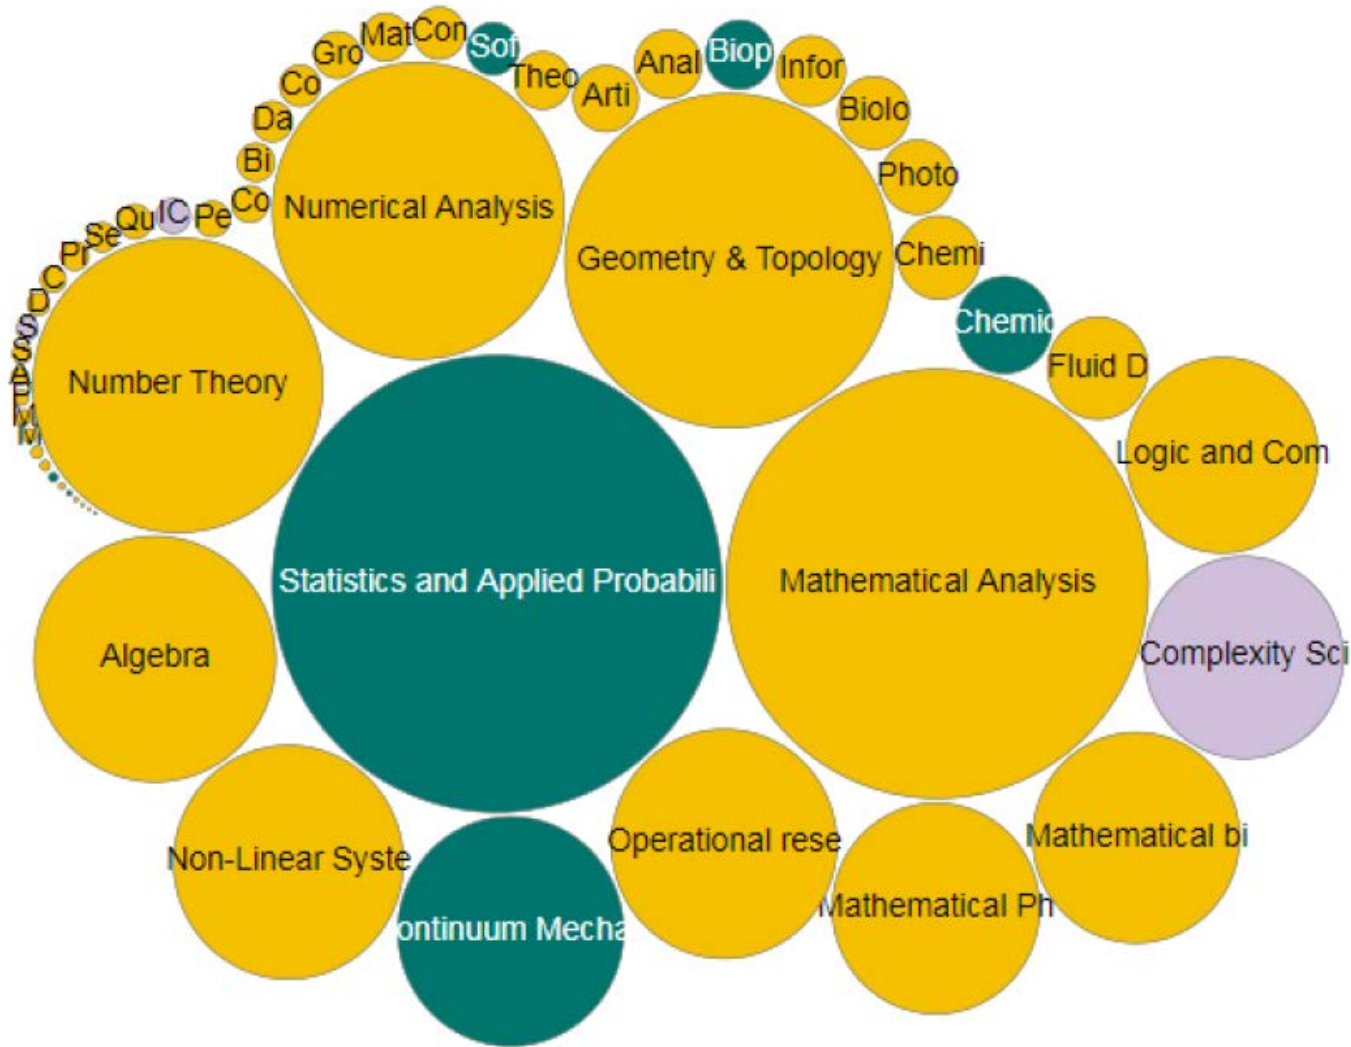 Mat
Con
Gro
Sof
Co
Theo
Arti
Anal
Biop
Infor
Da
Biolo
Bi
Photo
Co
Pe
IC
Qu
Se
Pr
C
Numerical Analysis
Geometry & Topology
Chemi
Chemic
Fluid D
Number Theory
Logic and Com
Statistics and Applied Probabili
Mathematical Analysis
Algebra
Complexity Sci
Non-Linear Syste
Operational rese
Mathematical bi
ontinuum Mecha
Mathematical Ph